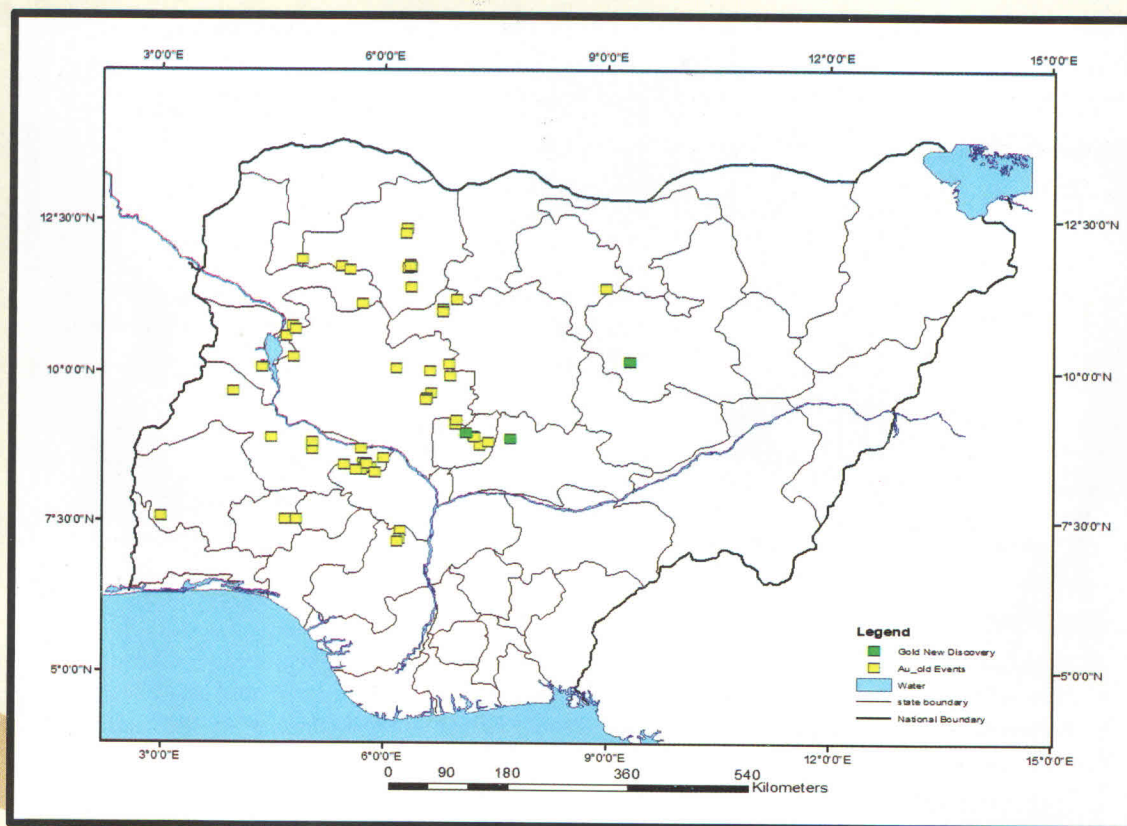 3°0'0"E 6°0'0"E 9°0'0"E 12°0'0"E 15°0'0"E
12°30'0"N 12°30'0"N
10°0'0"N 10°0'0"N
7°30'0"N 7°30'0"N
5°0'0"N 5°0'0"N
Legend
Gold New Discovery
Au_old Events
Water
state boundary
National Boundary
3°0'0"E 6°0'0"E 9°0'0"E 12°0'0"E 15°0'0"E
0 90 180 360 540
Kilometers